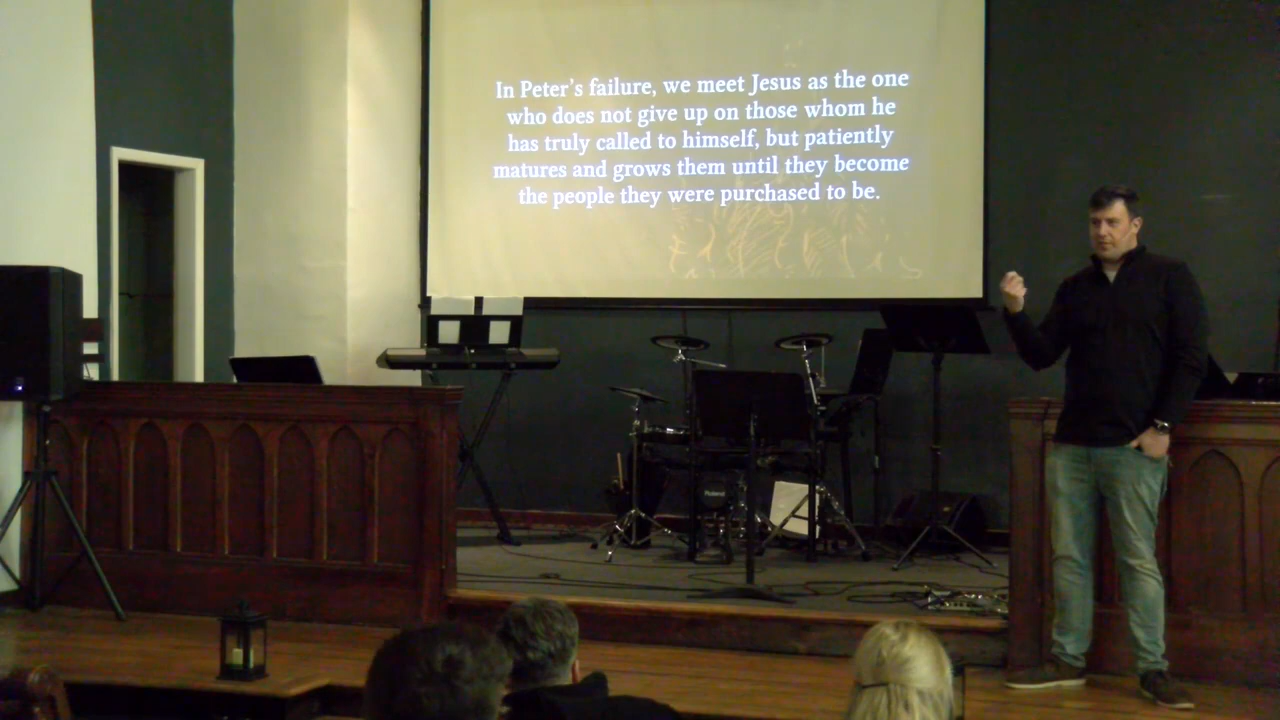 In Peter's failure, we meet Jesus as the one
who does not give up on those whom he
has truly called to himself, but patiently
matures and grows them until they become
the people they were purchased to be.
Roland